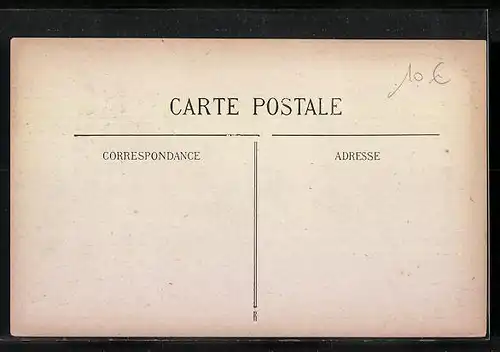 10 €
CARTE POSTALE
CORRESPONDANCE
ADRESSE
R